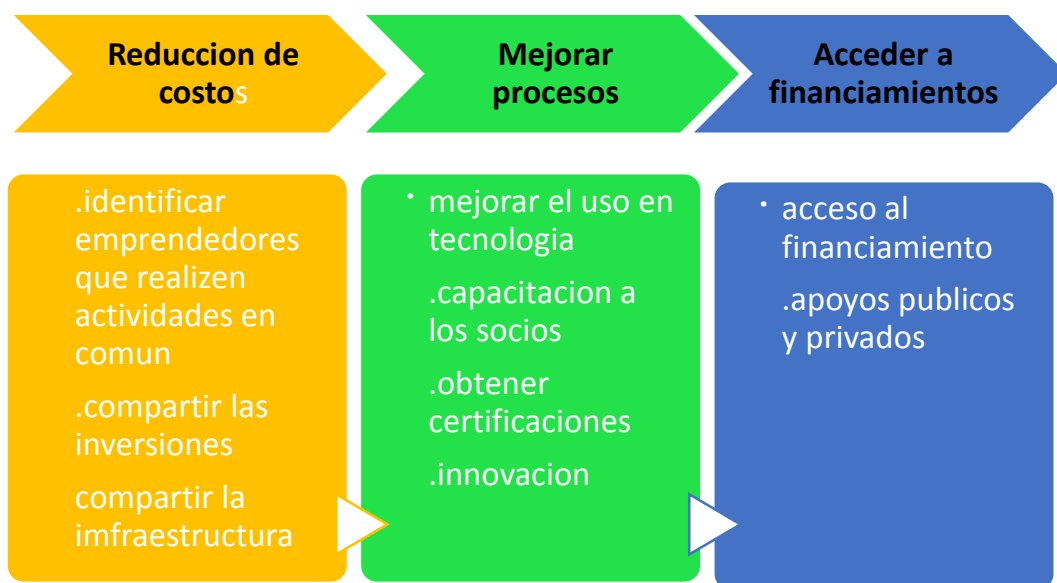 Reduccion de
costos
Mejorar
procesos
Acceder a
financiamientos
.identificar
emprendedores
que realizen
actividades en
comun
.compartir las
inversiones
compartir la
imfraestructura
· mejorar el uso en
tecnologia
.capacitacion a
los socios
.obtener
certificaciones
.innovacion
· acceso al
financiamiento
.apoyos publicos
y privados